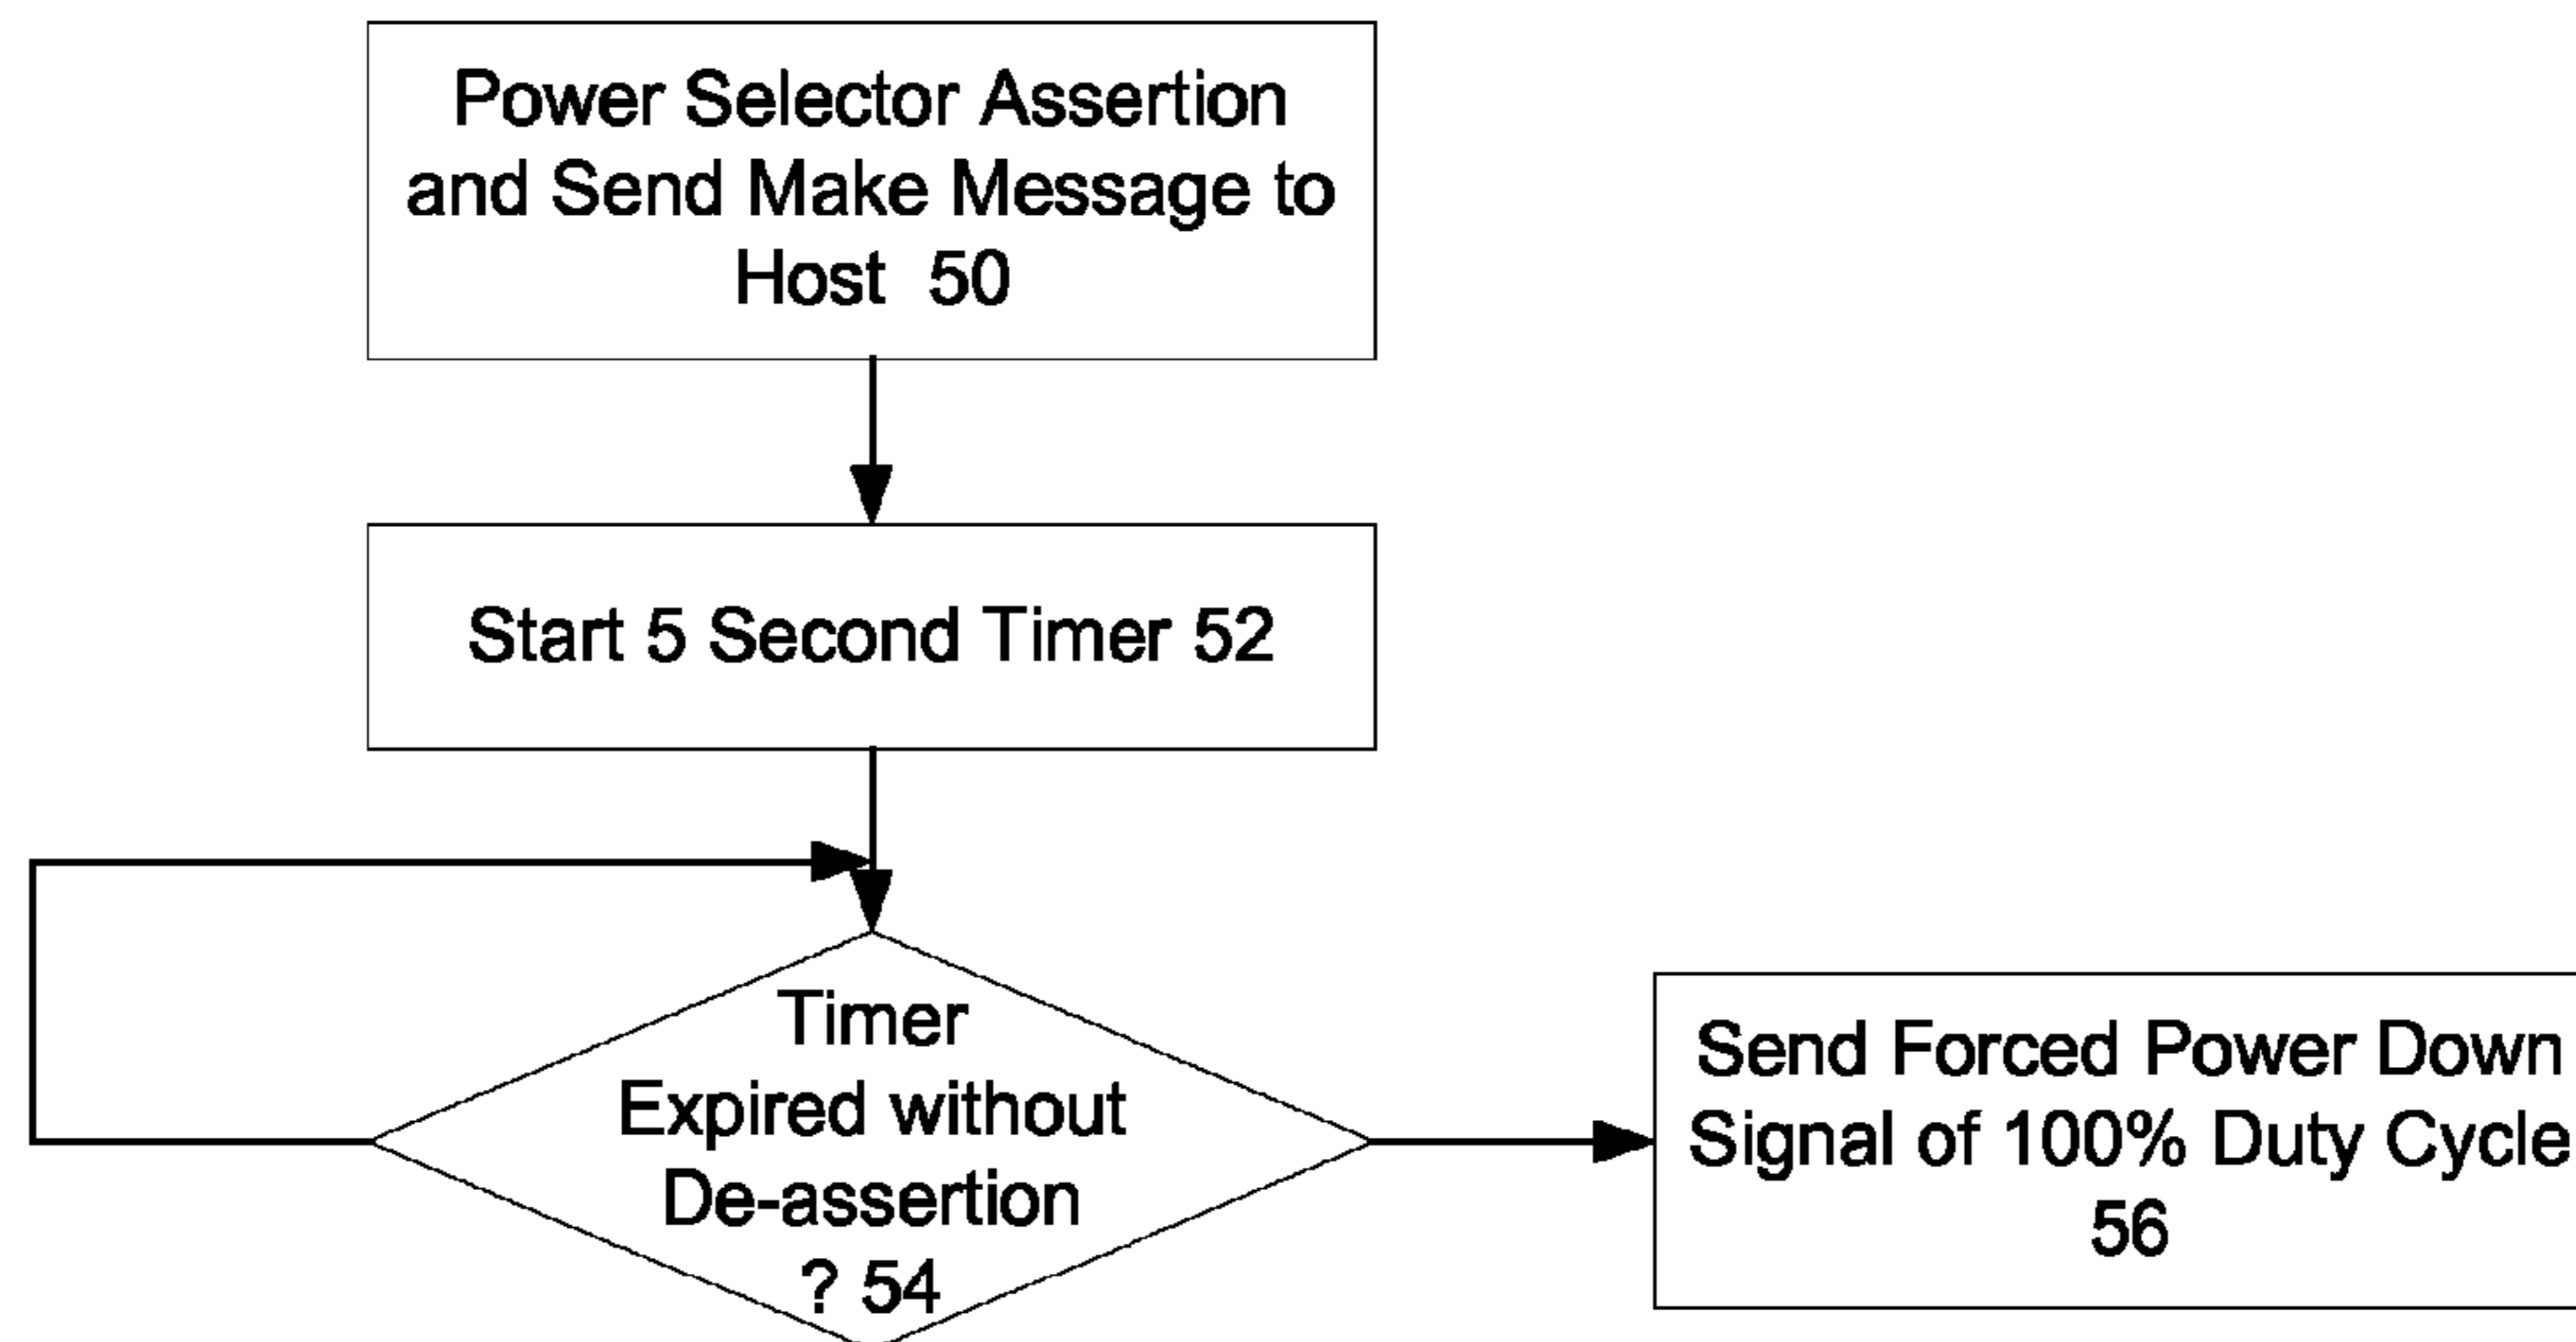 Power Selector Assertion
and Send Make Message to
Host 50
Start 5 Second Timer 52
Timer
Expired without
De-assertion
? 54
Send Forced Power Down
Signal of 100% Duty Cycle
56